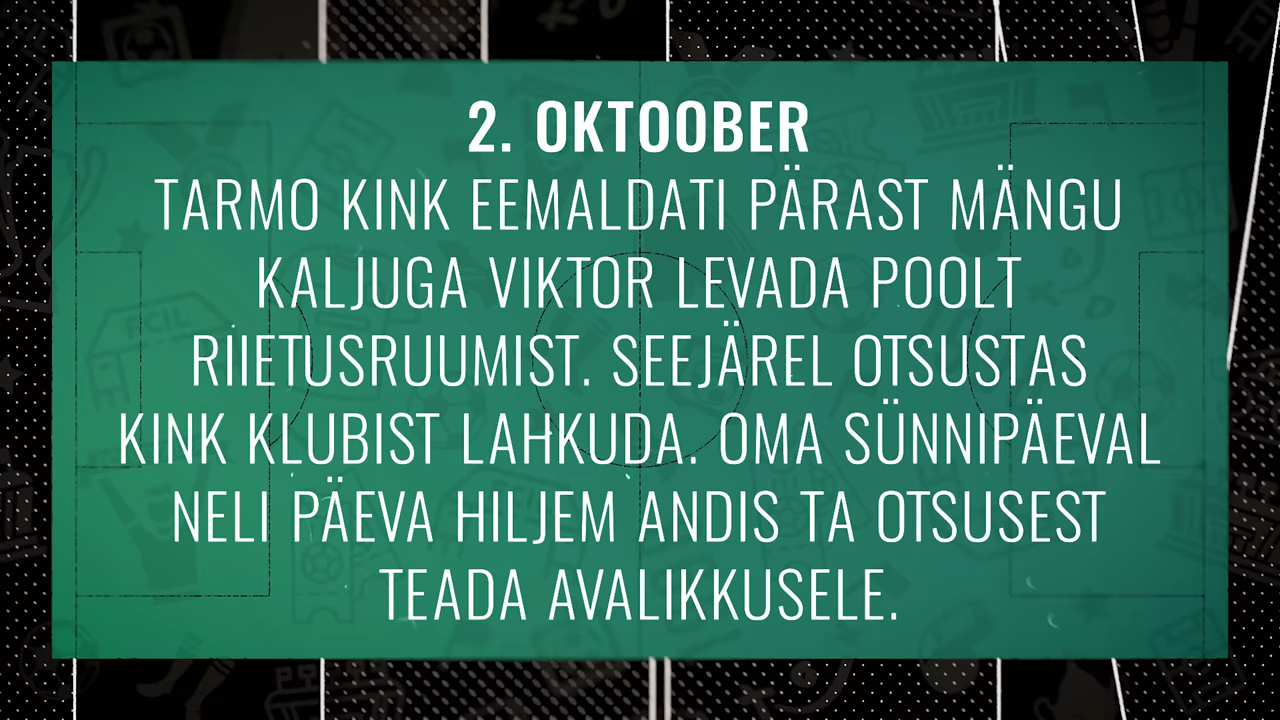 2. OKTOOBER
TARMO KINK EEMALDATI PÄRAST MÄNGU
KALJUGA VIKTOR LEVADA POOLT
RIIETUSRUUMIST. SEEJÄREL OTSUSTAS
KINK KLUBIST LAHKUDA. OMA SÜNNIPÄEVAL
NELI PÄEVA HILJEM ANDIS TA OTSUSEST
TEADA AVALIKKUSELE.